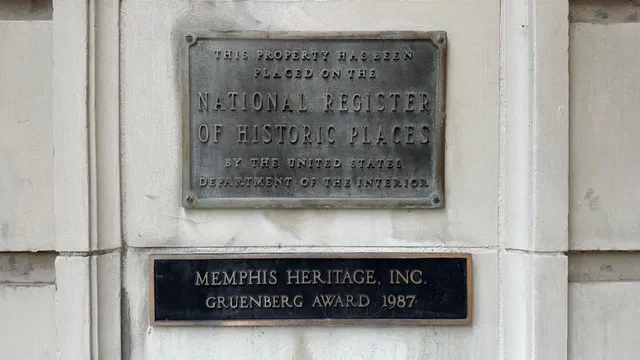 THIS PROPERTY HAS BEEN
PLACED ON THE
NATIONAL REGISTER
OF HISTORIC PLACES
BY THE UNITED STATES
DEPARTMENT OF THE INTERIOR
MEMPHIS HERITAGE, INC.
GRUENBERG AWARD 1987